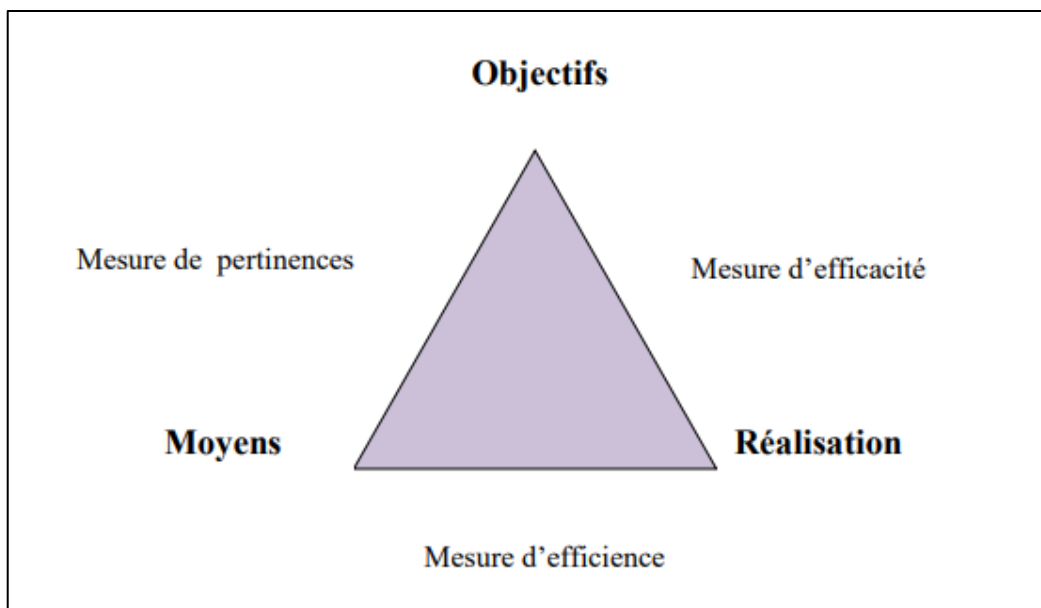 Objectifs
Mesure de pertinences
Mesure d’efficacité
Moyens
Réalisation
Mesure d’efficience